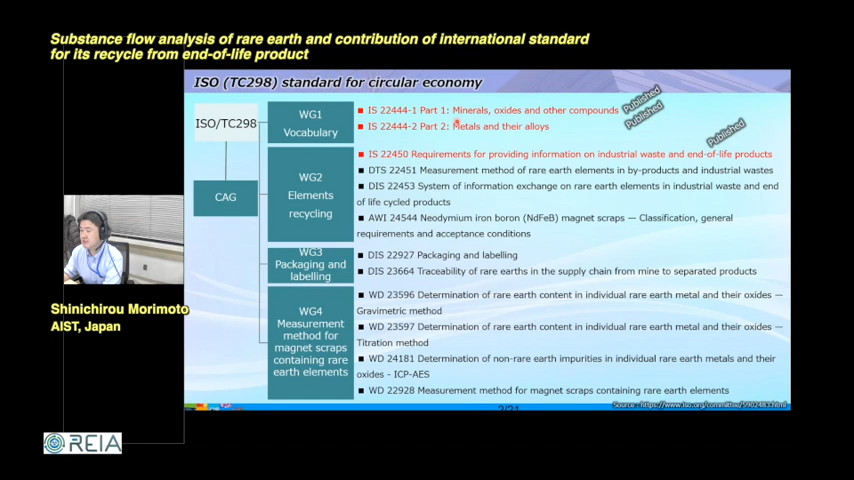 Substance flow analysis of rare earth and contribution of international standard
for its recycle from end-of-life product
ISO (TC298) standard for circular economy
ISO/TC298
CAG
WG1
Vocabulary
IS 22444-1 Part 1: Minerals, oxides and other compounds
Published
IS 22444-2 Part 2: Metals and their alloys
Published
WG2
Elements
recycling
Published
IS 22450 Requirements for providing information on industrial waste and end-of-life products
DTS 22451 Measurement method of rare earth elements in by-products and industrial wastes
DIS 22453 System of information exchange on rare earth elements in industrial waste and end
of life cycled products
AWI 24544 Neodymium iron boron (NdFeB) magnet scraps — Classification, general
requirements and acceptance conditions
WG3
Packaging and
labelling
DIS 22927 Packaging and labelling
DIS 23664 Traceability of rare earths in the supply chain from mine to separated products
WG4
Measurement
method for
magnet scraps
containing rare
earth elements
WD 23596 Determination of rare earth content in individual rare earth metal and their oxides —
Gravimetric method
WD 23597 Determination of rare earth content in individual rare earth metal and their oxides —
Titration method
WD 24181 Determination of non-rare earth impurities in individual rare earth metals and their
oxides - ICP-AES
WD 22928 Measurement method for magnet scraps containing rare earth elements
Shinichirou Morimoto
AIST, Japan
REIA